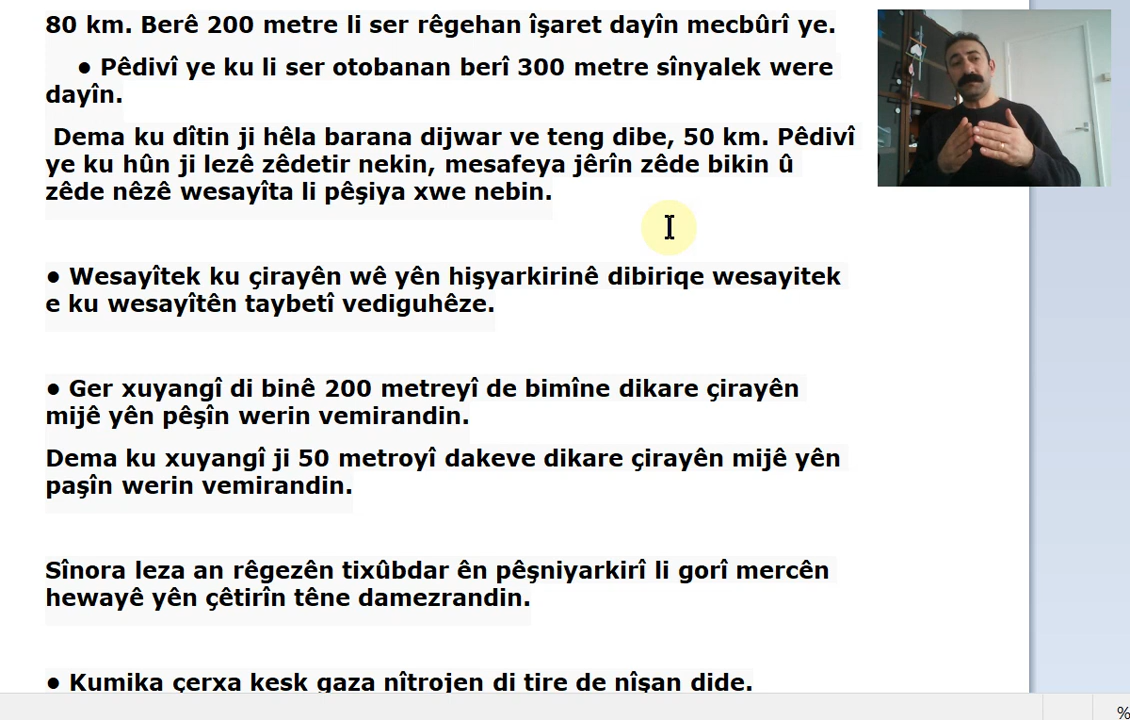 80 km. Berê 200 metre li ser rêgehan îşaret dayîn mecbûrî ye.
● Pêdivî ye ku li ser otobanan berî 300 metre sînyalek were
dayîn.
Dema ku dîtin ji hêla barana dijwar ve teng dibe, 50 km. Pêdivî
ye ku hûn ji lezê zêdetir nekin, mesafeya jêrîn zêde bikin û
zêde nêzê wesayîta li pêşiya xwe nebin.
● Wesayîtek ku çirayên wê yên hişyarkirinê dibiriqe wesayitek
e ku wesayîtên taybetî vediguhêze.
● Ger xuyangî di binê 200 metreyî de bimîne dikare çirayên
mijê yên pêşîn werin vemirandin.
Dema ku xuyangî ji 50 metroyî dakeve dikare çirayên mijê yên
paşîn werin vemirandin.
Sînora leza an rêgezên tixûbdar ên pêşniyarkirî li gorî mercên
hewayê yên çêtirîn têne damezrandin.
● Kumika çerxa kesk gaza nîtrojen di tire de nîşan dide.
%